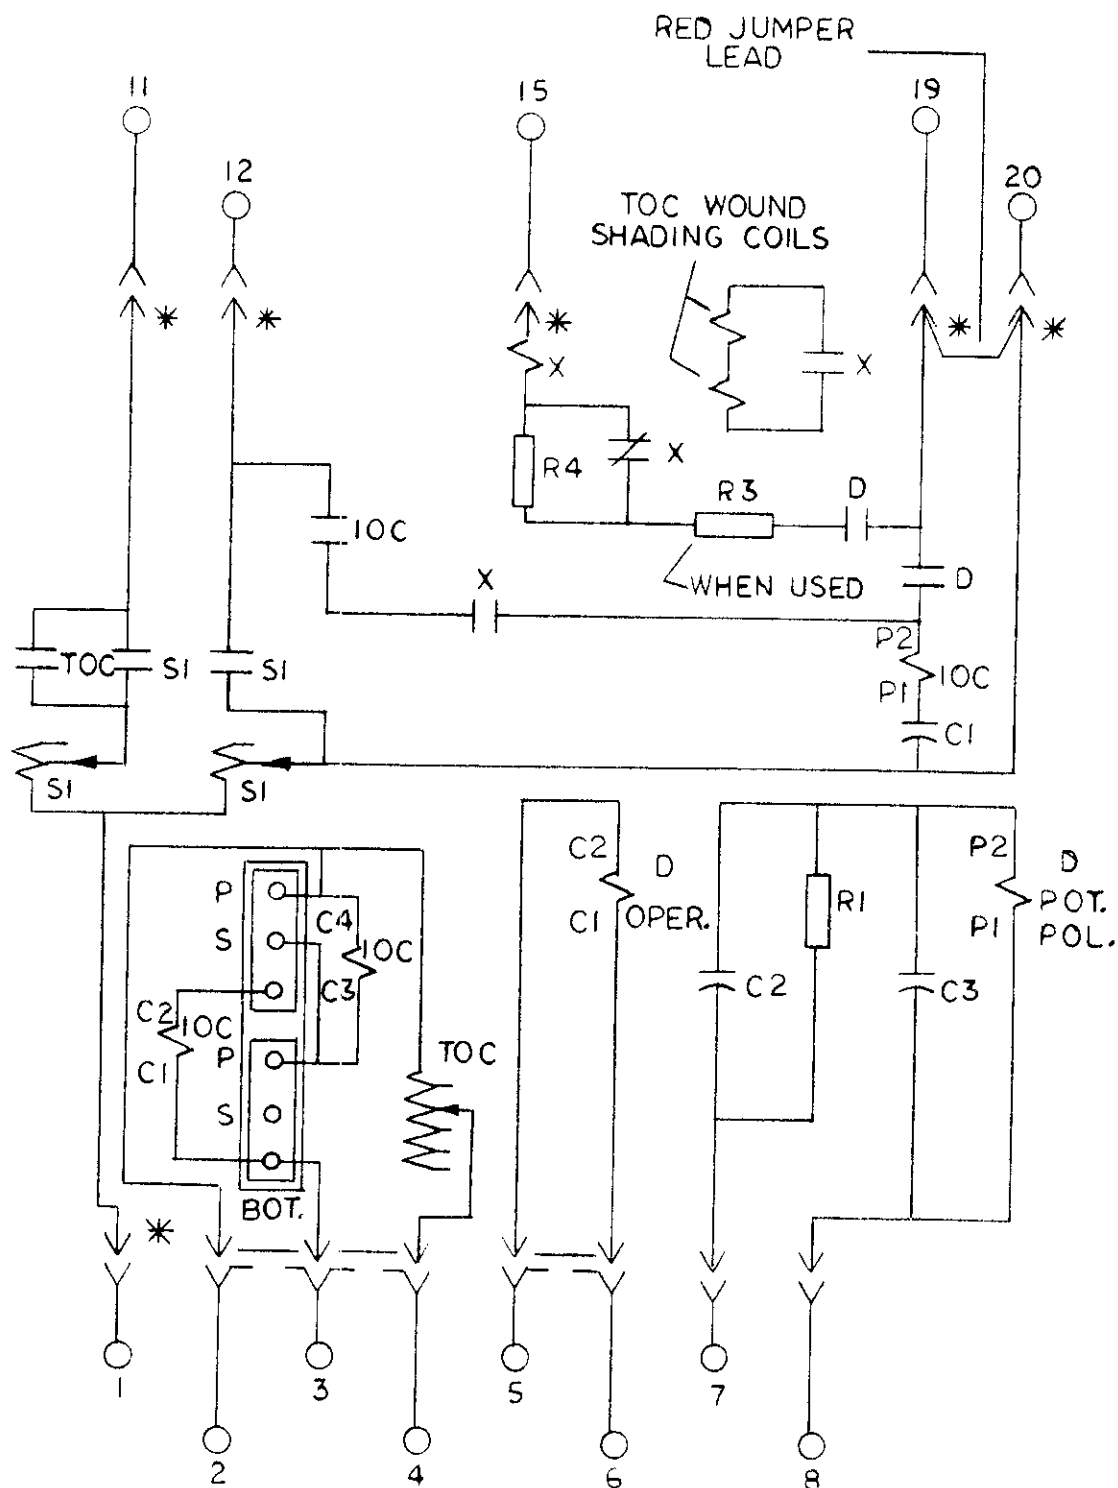 RED JUMPER
LEAD
11
15
19
12
20
TOC WOUND
SHADING COILS
*
*
*
*
*
X
X
R4
X
R3
D
IOC
WHEN USED
D
X
P2
TOC
S1
S1
IOC
P1
C1
S1
S1
C2
D
P2
D
P
C4
C1
OPER.
R1
POT.
P1
POL.
S
IOC
C2
C3
C2
C3
IOC
TOC
C1
P
S
BOT.
*
1
3
5
7
2
4
6
8